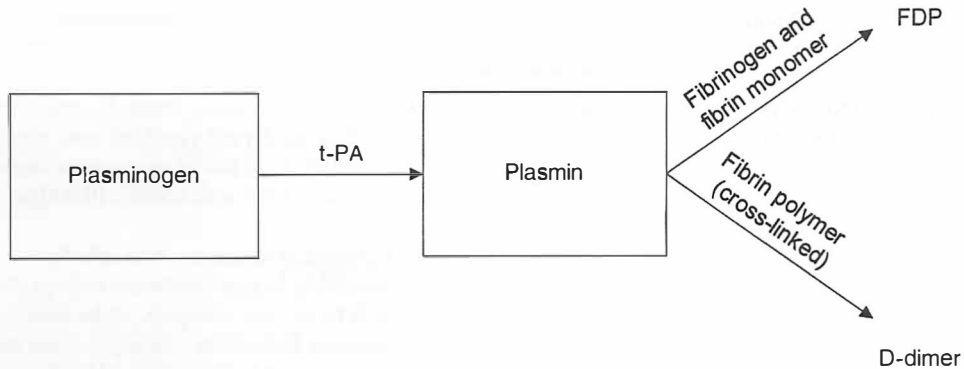 FDP
Fibrinogen and
fibrin monomer
Plasminogen
t-PA
Plasmin
Fibrin polymer
(cross-linked)
D-dimer